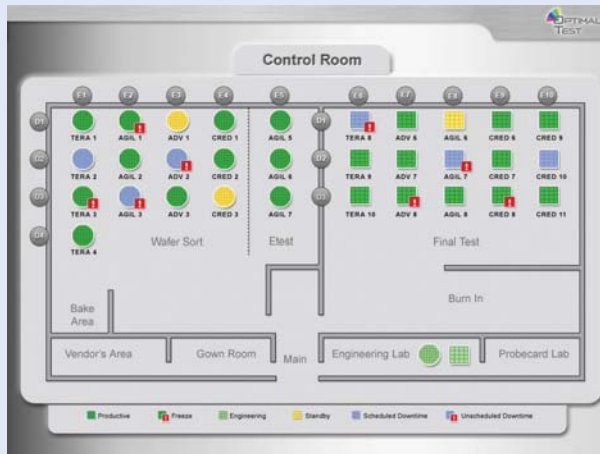 OPTIMAL TEST
Control Room
E1 E2 E3 E4 E5 E6 E7 E8 E9 E10
D1 TERA 1 AGIL 1 ADV 1 CRED 1 AGIL 5 D1 TERA 8 ADV 5 AGIL 6 CRED 6 CRED 9
D2 TERA 2 AGIL 2 ADV 2 CRED 2 AGIL 6 D2 TERA 9 ADV 7 AGIL 7 CRED 7 CRED 10
D3 TERA 3 AGIL 3 ADV 3 CRED 3 AGIL 7 D3 TERA 10 ADV 8 AGIL 8 CRED 8 CRED 11
D4 TERA 4
Wafer Sort Etest Final Test
Bake Area
Burn In
Vendor's Area Gown Room Main Engineering Lab Probecard Lab
Productive Freeze Engineering Standby Scheduled Downtime Unscheduled Downtime